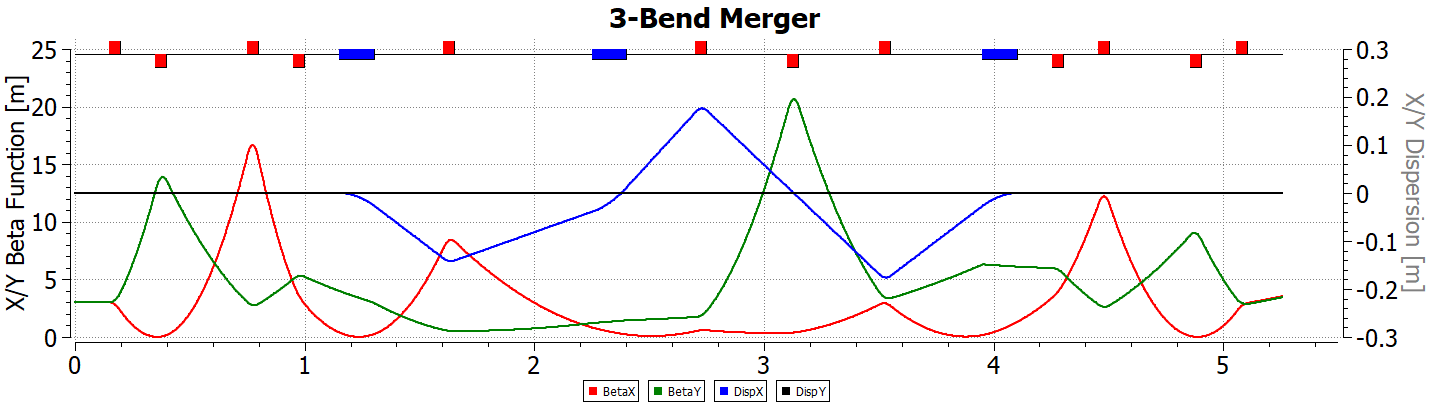 3-Bend Merger
X/Y Beta Function [m]
25
20
15
10
5
0
0.3
0.2
0.1
0
-0.1
-0.2
-0.3
X/Y Dispersion [m]
0 1 2 3 4 5
BetaX BetaY DispX DispY